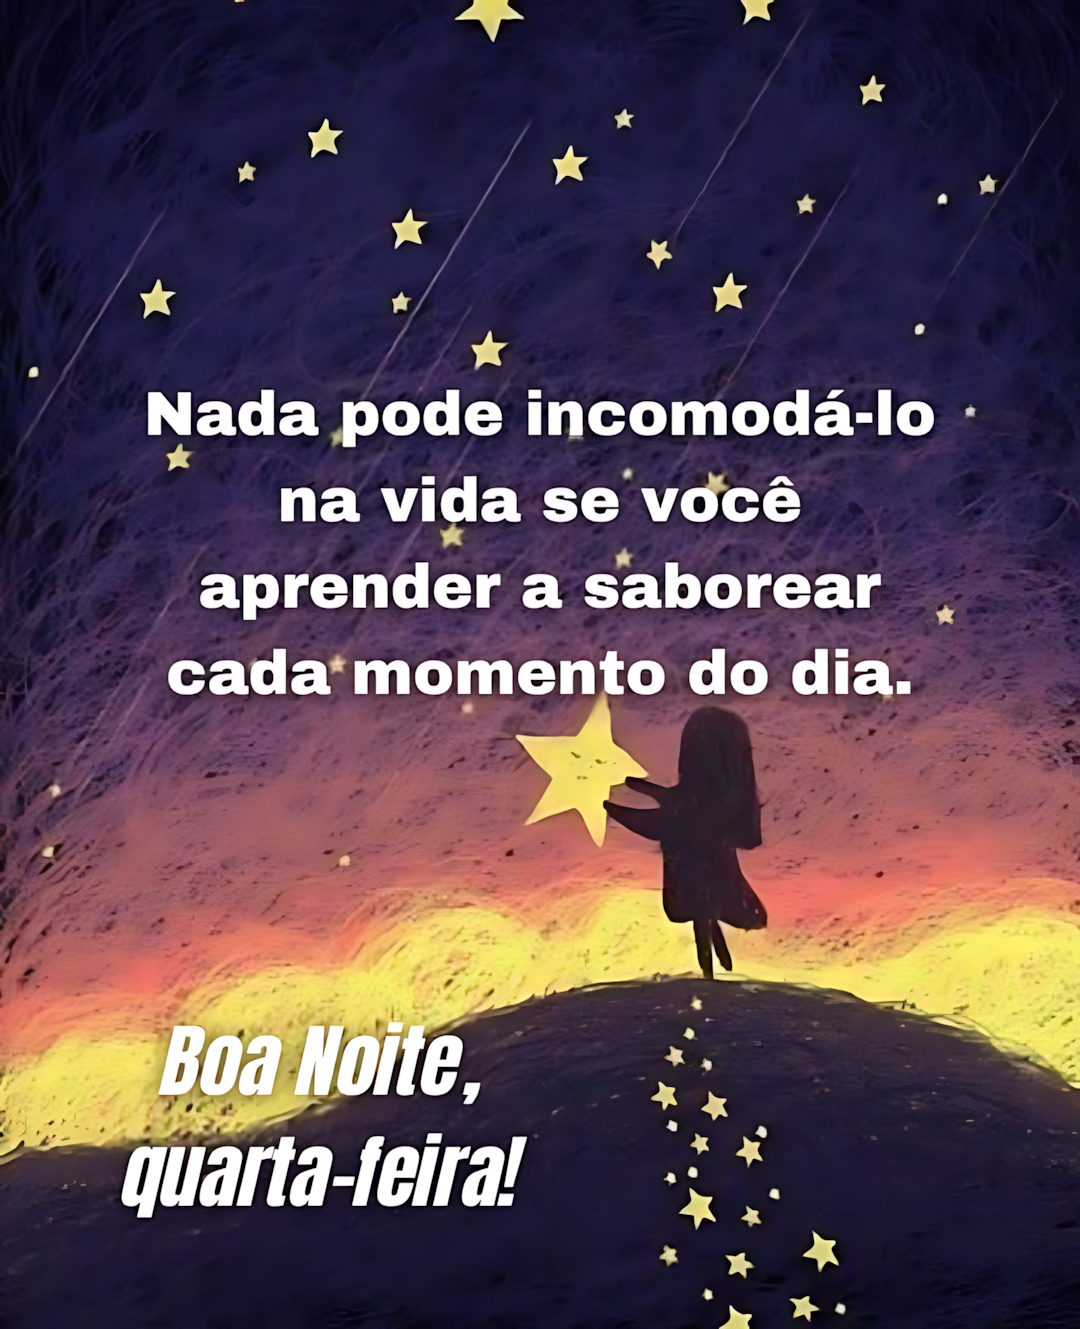 Nada pode incomodá-lo
na vida se você
aprender a saborear
cada momento do dia.
Boa Noite,
quarta-feira!